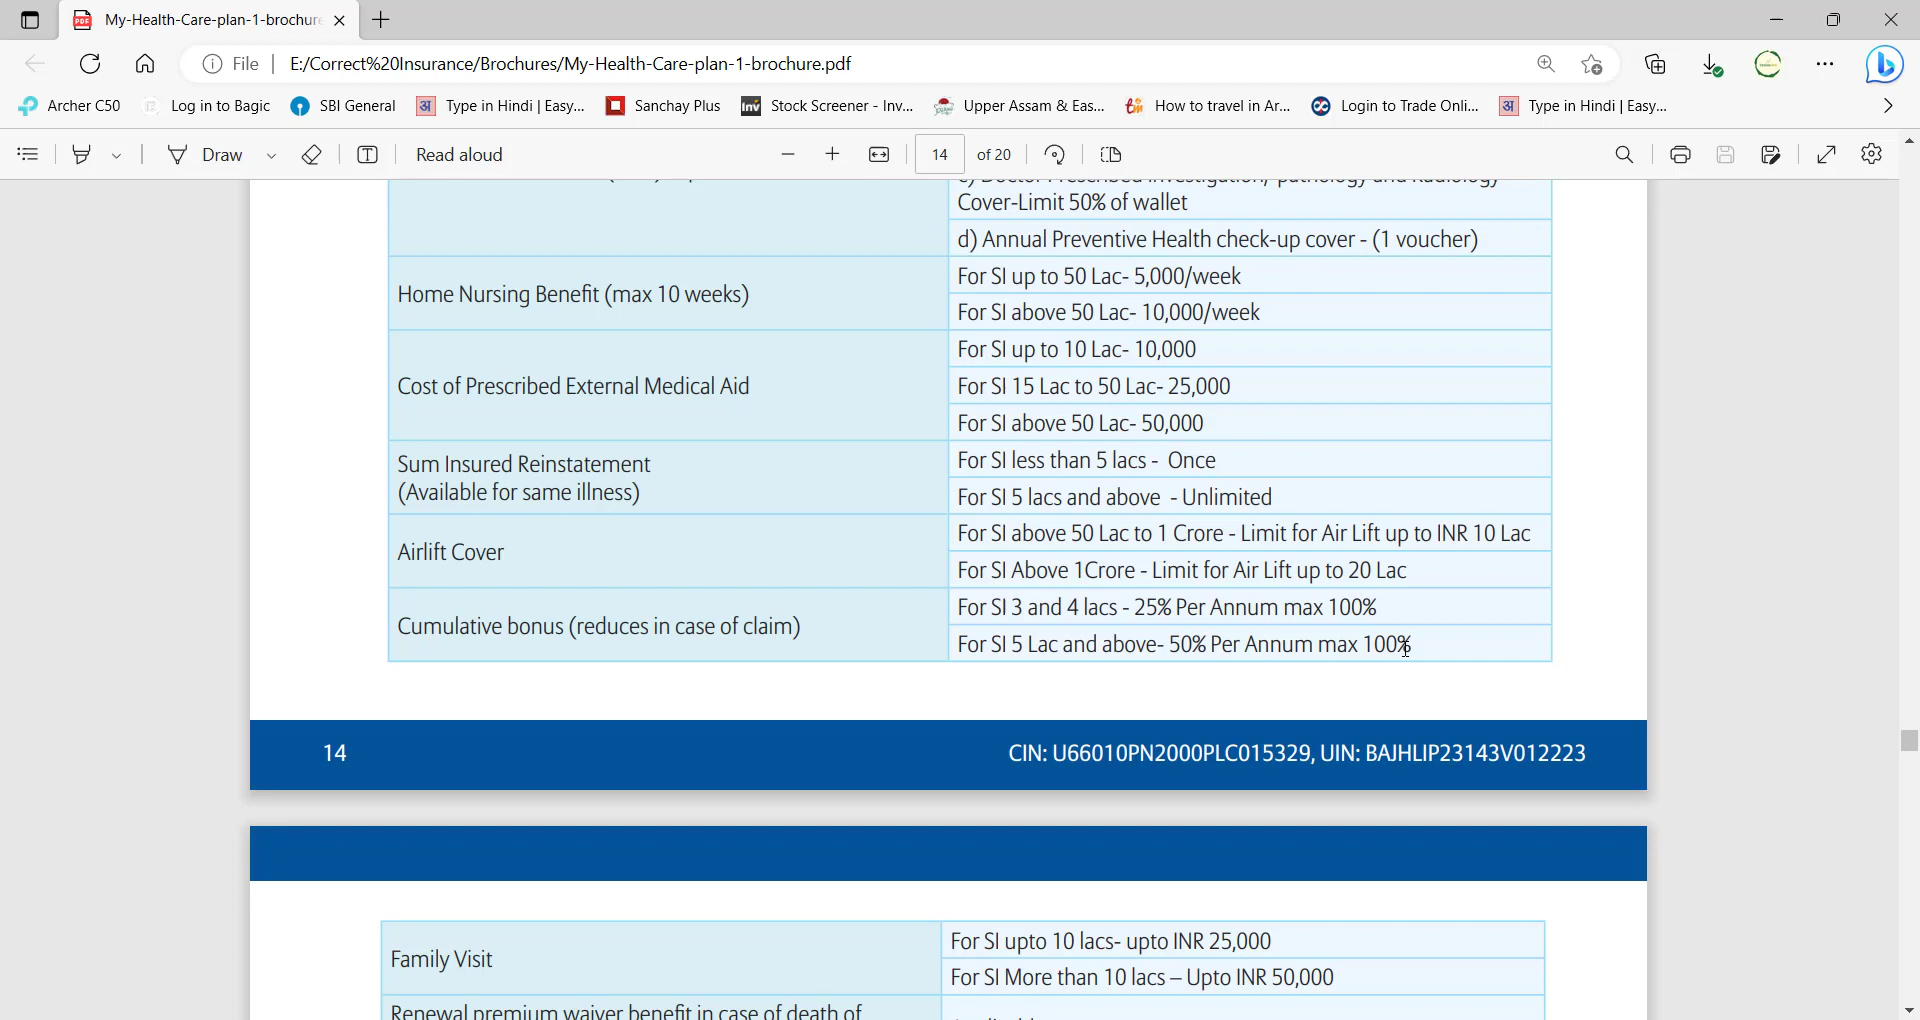 My-Health-Care-plan-1-brochure
File
E:/Correct%20Insurance/Brochures/My-Health-Care-plan-1-brochure.pdf
Archer C50
Log in to Bagic
SBI General
अ Type in Hindi | Easy...
Sanchay Plus
Inv Stock Screener - Inv...
Upper Assam & Eas...
How to travel in Ar...
Login to Trade Onli...
अ Type in Hindi | Easy...
Draw
Read aloud
14 of 20
Cover-Limit 50% of wallet
d) Annual Preventive Health check-up cover - (1 voucher)
Home Nursing Benefit (max 10 weeks)
For SI up to 50 Lac- 5,000/week
For SI above 50 Lac- 10,000/week
Cost of Prescribed External Medical Aid
For SI up to 10 Lac- 10,000
For SI 15 Lac to 50 Lac- 25,000
For SI above 50 Lac- 50,000
Sum Insured Reinstatement
(Available for same illness)
For SI less than 5 lacs - Once
For SI 5 lacs and above - Unlimited
Airlift Cover
For SI above 50 Lac to 1 Crore - Limit for Air Lift up to INR 10 Lac
For SI Above 1Crore - Limit for Air Lift up to 20 Lac
Cumulative bonus (reduces in case of claim)
For SI 3 and 4 lacs - 25% Per Annum max 100%
For SI 5 Lac and above- 50% Per Annum max 100%
14
CIN: U66010PN2000PLC015329, UIN: BAJHLIP23143V012223
Family Visit
For SI upto 10 lacs- upto INR 25,000
For SI More than 10 lacs – Upto INR 50,000
Renewal premium waiver benefit in case of death of